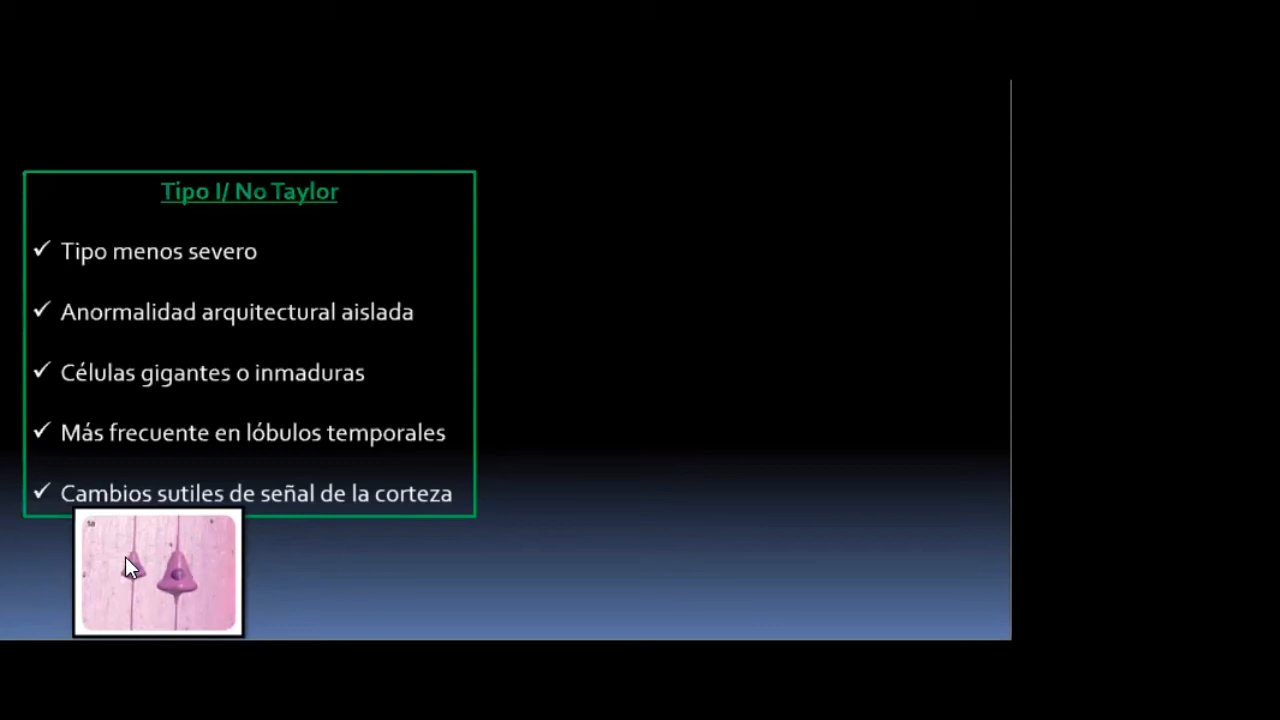 Tipo I/ No Taylor
✓ Tipo menos severo
✓ Anormalidad arquitectural aislada
✓ Células gigantes o inmaduras
✓ Más frecuente en lóbulos temporales
✓ Cambios sutiles de señal de la corteza